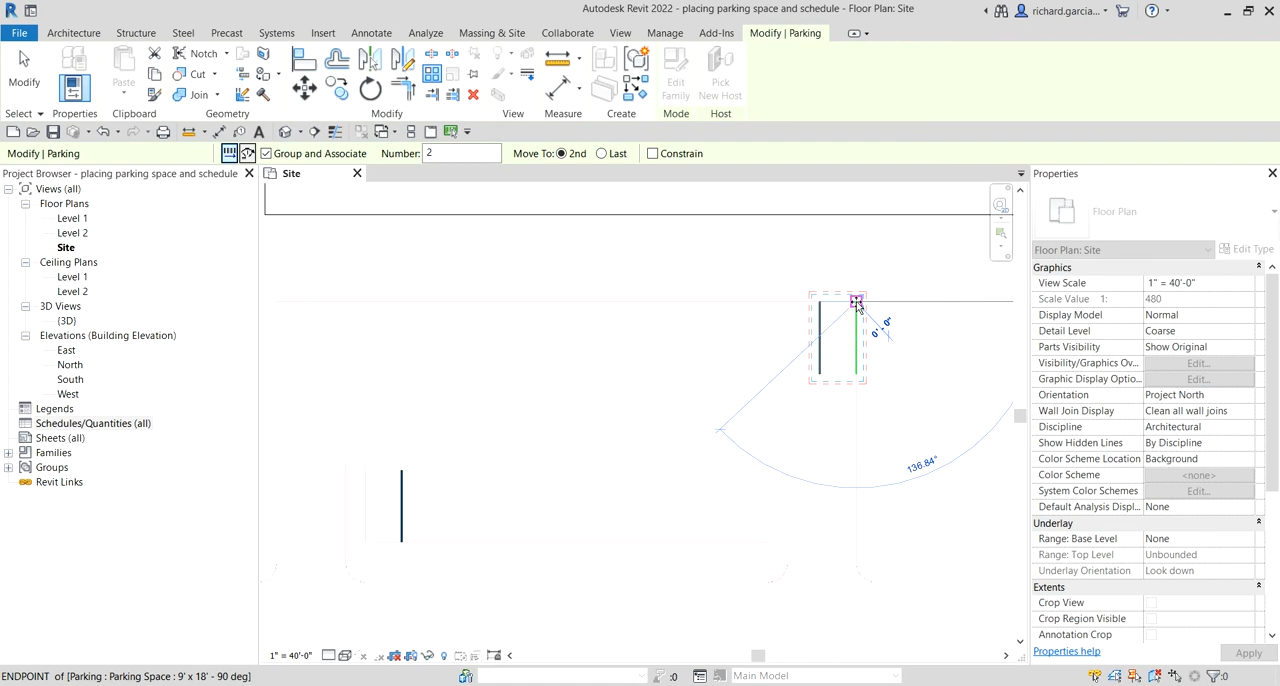 Autodesk Revit 2022 - placing parking space and schedule - Floor Plan: Site
richard.garcia...
File Architecture Structure Steel Precast Systems Insert Annotate Analyze Massing & Site Collaborate View Manage Add-Ins Modify | Parking
Modify
Paste
Notch
Cut
Join
Edit Family
Pick New Host
Select Properties Clipboard Geometry Modify View Measure Create Mode Host
Modify | Parking
Group and Associate Number: 2 Move To: 2nd Last Constrain
Project Browser - placing parking space and schedule
Views (all)
Floor Plans
Level 1
Level 2
Site
Ceiling Plans
Level 1
Level 2
3D Views
{3D}
Elevations (Building Elevation)
East
North
South
West
Legends
Schedules/Quantities (all)
Sheets (all)
Families
Groups
Revit Links
Site
0' - 0"
136.84°
Properties
Floor Plan
Floor Plan: Site Edit Type
Graphics
View Scale 1" = 40'-0"
Scale Value 1: 480
Display Model Normal
Detail Level Coarse
Parts Visibility Show Original
Visibility/Graphics Ov... Edit...
Graphic Display Optio... Edit...
Orientation Project North
Wall Join Display Clean all wall joins
Discipline Architectural
Show Hidden Lines By Discipline
Color Scheme Location Background
Color Scheme <none>
System Color Schemes Edit...
Default Analysis Displ... None
Underlay
Range: Base Level None
Range: Top Level Unbounded
Underlay Orientation Look down
Extents
Crop View
Crop Region Visible
Annotation Crop
Properties help Apply
1" = 40'-0"
ENDPOINT of [Parking : Parking Space : 9' x 18' - 90 deg] :0 Main Model :0